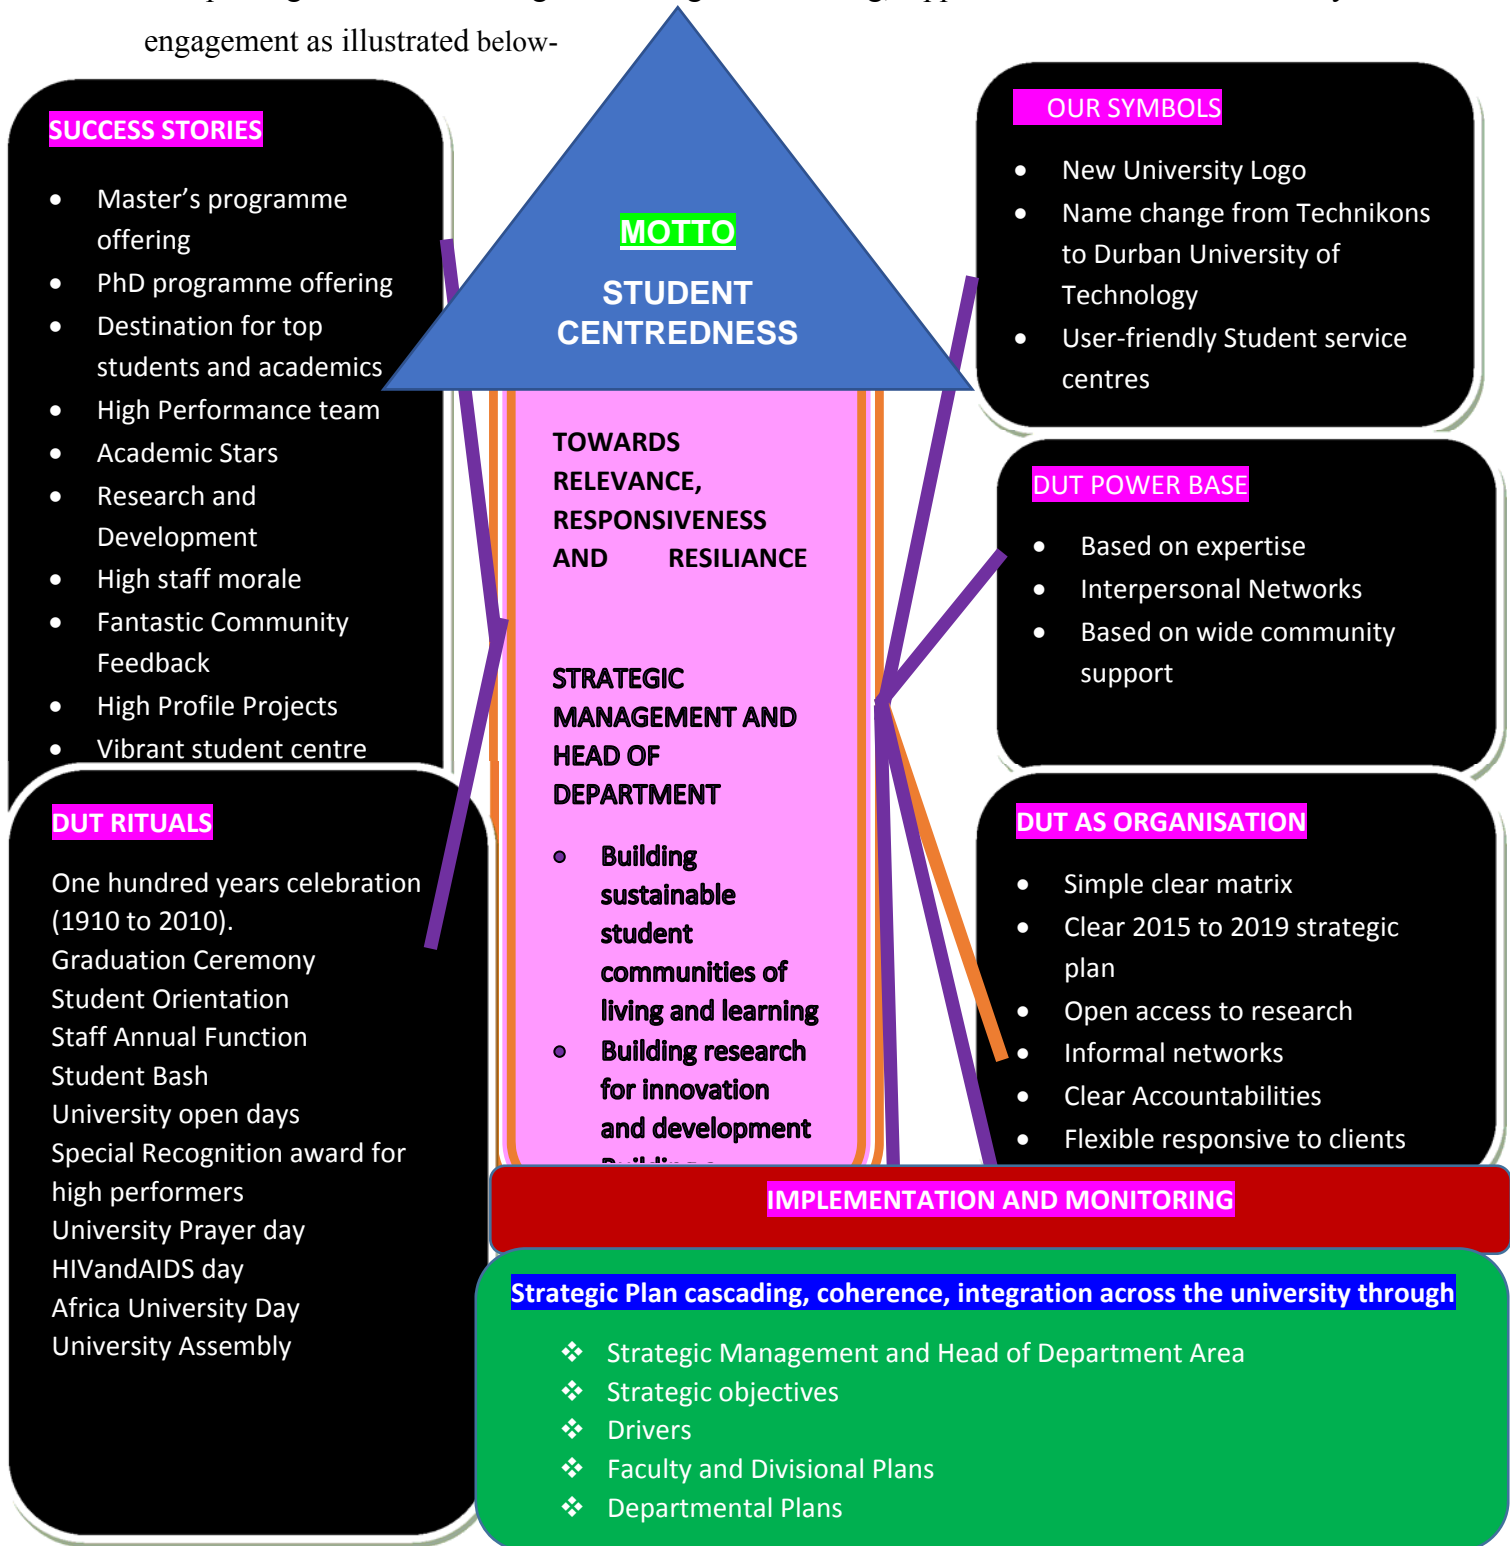 engagement as illustrated below-
SUCCESS STORIES
• Master’s programme
offering
• PhD programme offering
• Destination for top
students and academics
• High Performance team
• Academic Stars
• Research and
Development
• High staff morale
• Fantastic Community
Feedback
• High Profile Projects
• Vibrant student centre
DUT RITUALS
One hundred years celebration
(1910 to 2010).
Graduation Ceremony
Student Orientation
Staff Annual Function
Student Bash
University open days
Special Recognition award for
high performers
University Prayer day
HIVandAIDS day
Africa University Day
University Assembly
MOTTO
STUDENT
CENTREDNESS
TOWARDS
RELEVANCE,
RESPONSIVENESS
AND RESILIANCE
STRATEGIC
MANAGEMENT AND
HEAD OF
DEPARTMENT
Building
sustainable
student
communities of
living and learning
Building research
for innovation
and development
OUR SYMBOLS
• New University Logo
• Name change from Technikons
to Durban University of
Technology
• User-friendly Student service
centres
DUT POWER BASE
• Based on expertise
• Interpersonal Networks
• Based on wide community
support
DUT AS ORGANISATION
• Simple clear matrix
• Clear 2015 to 2019 strategic
plan
• Open access to research
• Informal networks
• Clear Accountabilities
• Flexible responsive to clients
IMPLEMENTATION AND MONITORING
Strategic Plan cascading, coherence, integration across the university through
❖ Strategic Management and Head of Department Area
❖ Strategic objectives
❖ Drivers
❖ Faculty and Divisional Plans
❖ Departmental Plans